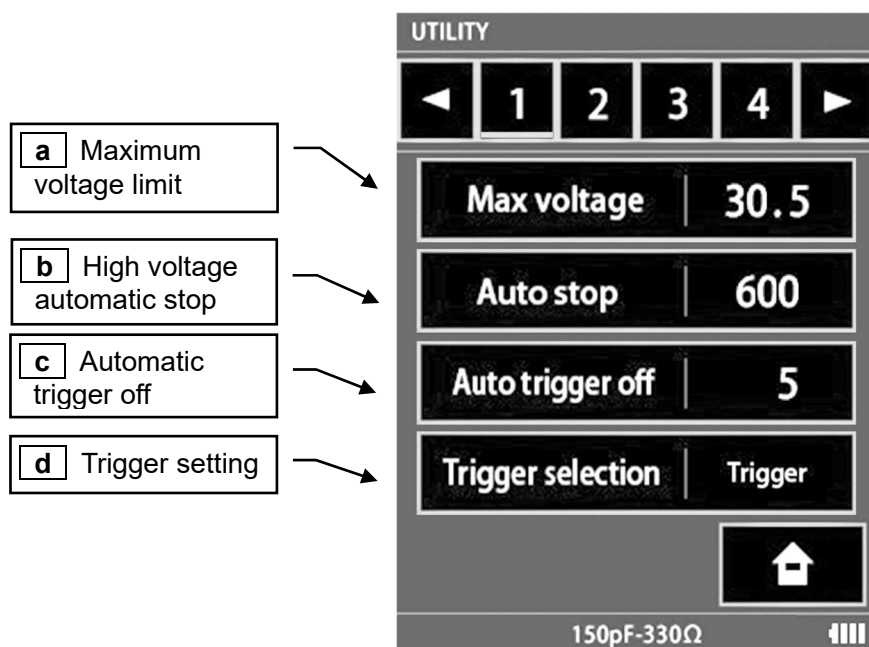 UTILITY
1 2 3 4
a Maximum
voltage limit
Max voltage 30.5
b High voltage
automatic stop
Auto stop 600
c Automatic
trigger off
Auto trigger off 5
d Trigger setting
Trigger selection Trigger
150pF-330Ω